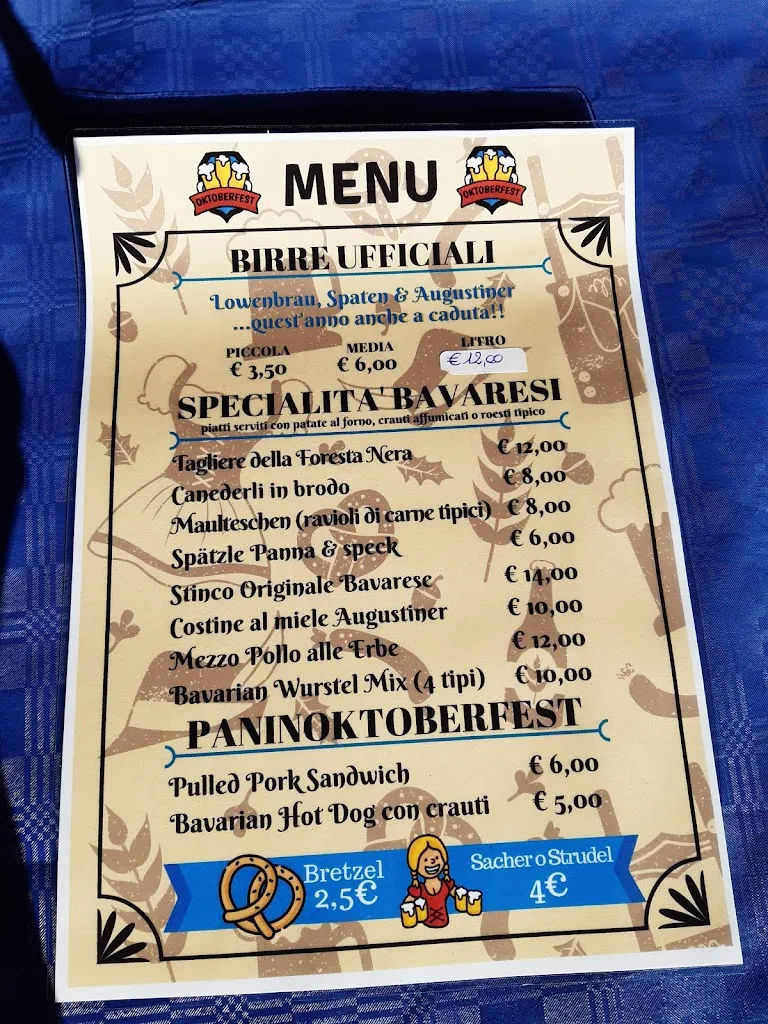 OKTOBERFEST
MENU
OKTOBERFEST
BIRRE UFFICIALI
Lowenbrau, Spaten & Augustiner
...quest'anno anche a caduta!!
PICCOLA MEDIA LITRO
€ 3,50 € 6,00 € 12,00
SPECIALITA' BAVARESI
piatti serviti con patate al forno, crauti affumicati o roesti tipico
Tagliere della Foresta Nera € 12,00
Canederli in brodo € 8,00
Maulteschen (ravioli di carne tipici) € 8,00
Spätzle Panna & speck € 6,00
Stinco Originale Bavarese € 14,00
Costine al miele Augustiner € 10,00
Mezzo Pollo alle Erbe € 12,00
Bavarian Wurstel Mix (4 tipi) € 10,00
PANINOKTOBERFEST
Pulled Pork Sandwich € 6,00
Bavarian Hot Dog con crauti € 5,00
Bretzel Sacher o Strudel
2,5€ 4€